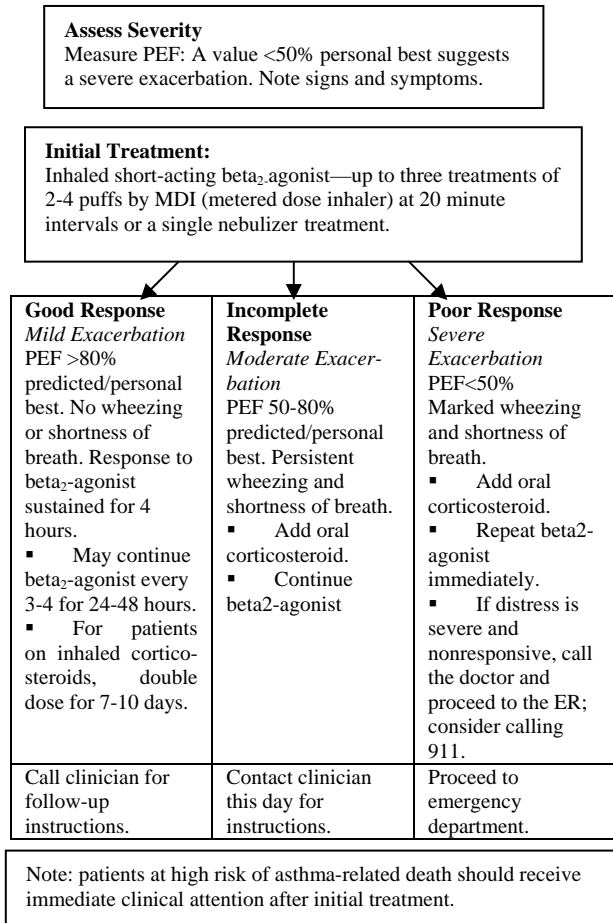 Assess Severity
Measure PEF: A value <50% personal best suggests
a severe exacerbation. Note signs and symptoms.
Initial Treatment:
Inhaled short-acting beta₂-agonist—up to three treatments of
2-4 puffs by MDI (metered dose inhaler) at 20 minute
intervals or a single nebulizer treatment.
Good Response
Mild Exacerbation
PEF >80%
predicted/personal
best. No wheezing
or shortness of
breath. Response to
beta₂-agonist
sustained for 4
hours.
▪ May continue
beta₂-agonist every
3-4 for 24-48 hours.
▪ For patients
on inhaled cortico-
steroids, double
dose for 7-10 days.
Call clinician for
follow-up
instructions.
Incomplete
Response
Moderate Exacer-
bation
PEF 50-80%
predicted/personal
best. Persistent
wheezing and
shortness of breath.
▪ Add oral
corticosteroid.
▪ Continue
beta2-agonist
Contact clinician
this day for
instructions.
Poor Response
Severe
Exacerbation
PEF<50%
Marked wheezing
and shortness of
breath.
▪ Add oral
corticosteroid.
▪ Repeat beta2-
agonist
immediately.
▪ If distress is
severe and
nonresponsive, call
the doctor and
proceed to the ER;
consider calling
911.
Proceed to
emergency
department.
Note: patients at high risk of asthma-related death should receive
immediate clinical attention after initial treatment.